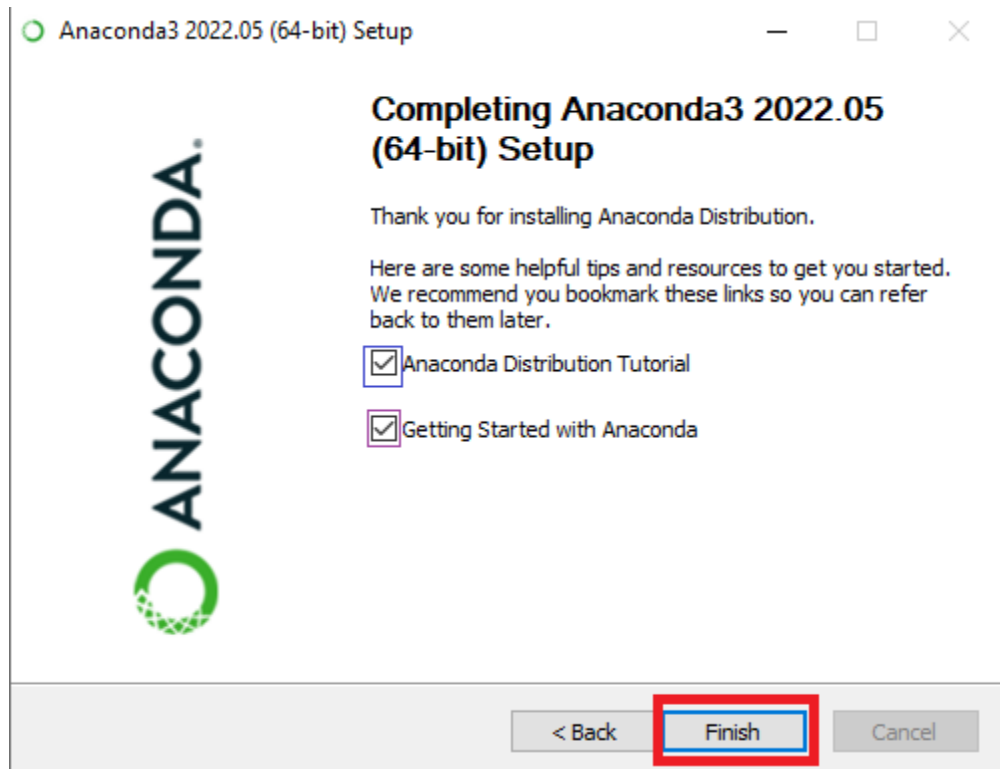 Anaconda3 2022.05 (64-bit) Setup
Completing Anaconda3 2022.05
(64-bit) Setup
ANACONDA.
Thank you for installing Anaconda Distribution.
Here are some helpful tips and resources to get you started.
We recommend you bookmark these links so you can refer
back to them later.
Anaconda Distribution Tutorial
Getting Started with Anaconda
< Back Finish Cancel